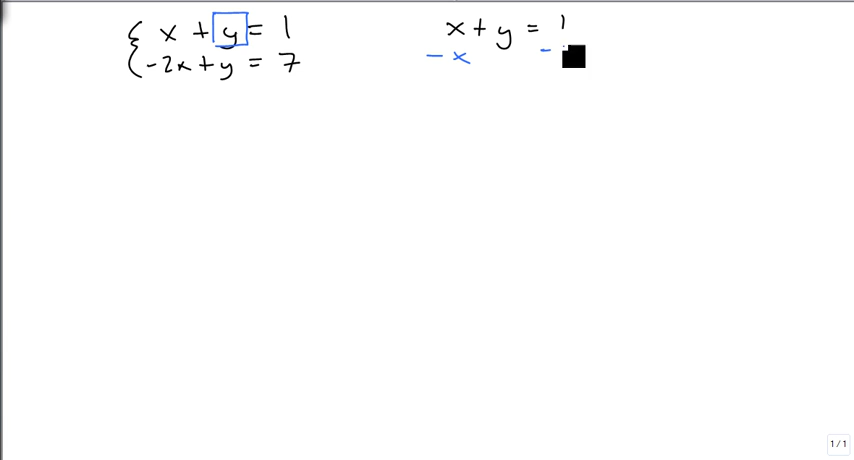 x + y = 1
-2x + y = 7
x + y = 1
- x -
1 / 1